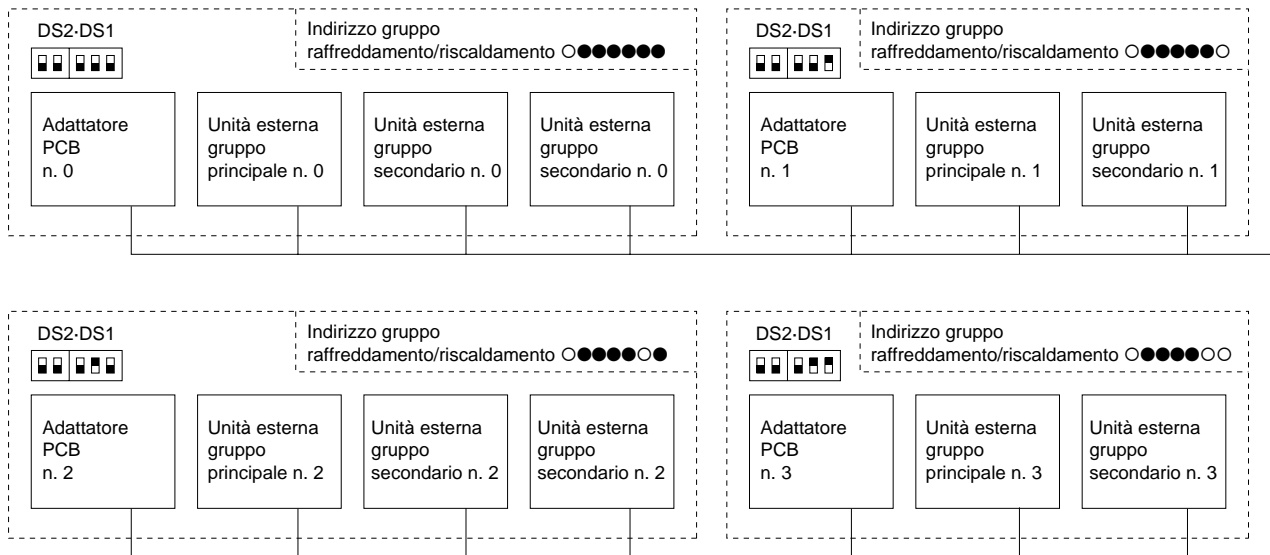 DS2·DS1
Indirizzo gruppo
raffreddamento/riscaldamento ○●●●●●●
Adattatore
PCB
n. 0
Unità esterna
gruppo
principale n. 0
Unità esterna
gruppo
secondario n. 0
Unità esterna
gruppo
secondario n. 0
DS2·DS1
Indirizzo gruppo
raffreddamento/riscaldamento ○●●●●●○
Adattatore
PCB
n. 1
Unità esterna
gruppo
principale n. 1
Unità esterna
gruppo
secondario n. 1
DS2·DS1
Indirizzo gruppo
raffreddamento/riscaldamento ○●●●●○●
Adattatore
PCB
n. 2
Unità esterna
gruppo
principale n. 2
Unità esterna
gruppo
secondario n. 2
Unità esterna
gruppo
secondario n. 2
DS2·DS1
Indirizzo gruppo
raffreddamento/riscaldamento ○●●●●○○
Adattatore
PCB
n. 3
Unità esterna
gruppo
principale n. 3
Unità esterna
gruppo
secondario n. 3